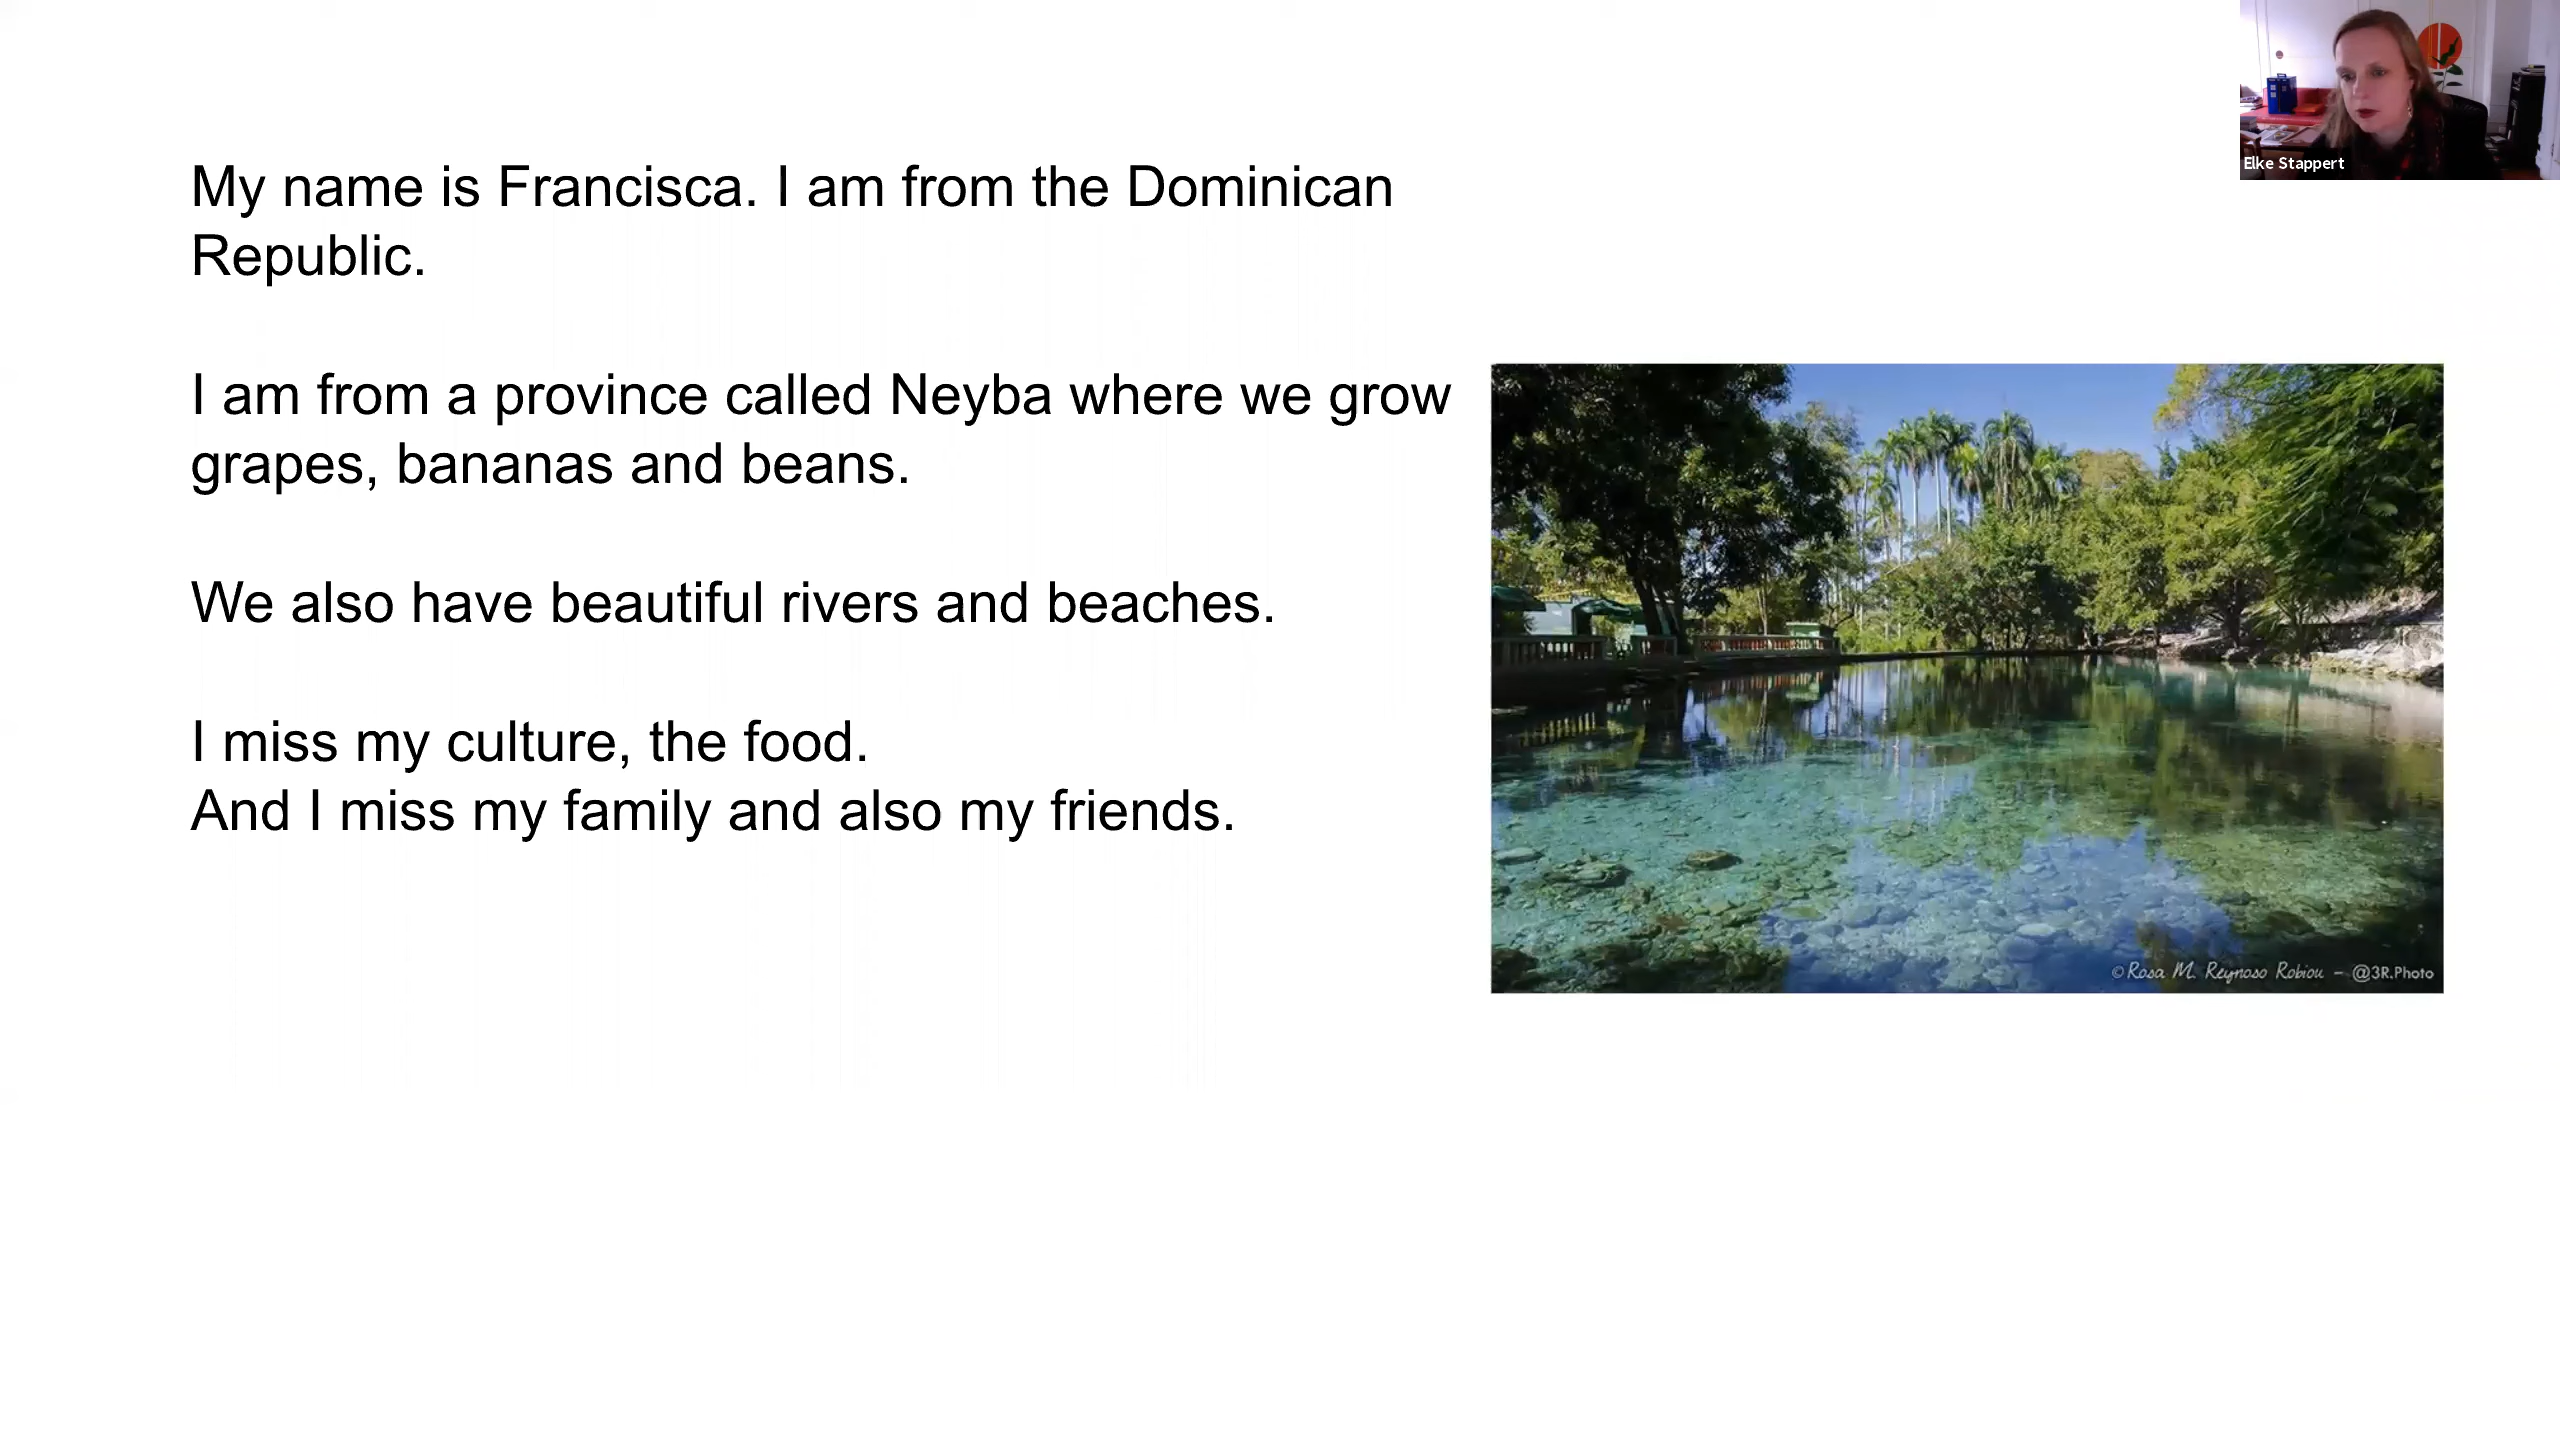 My name is Francisca. I am from the Dominican
Republic.
I am from a province called Neyba where we grow
grapes, bananas and beans.
We also have beautiful rivers and beaches.
I miss my culture, the food.
And I miss my family and also my friends.
Elke Stappert
©Rosa M. Reynoso Robiou - @3R.Photo